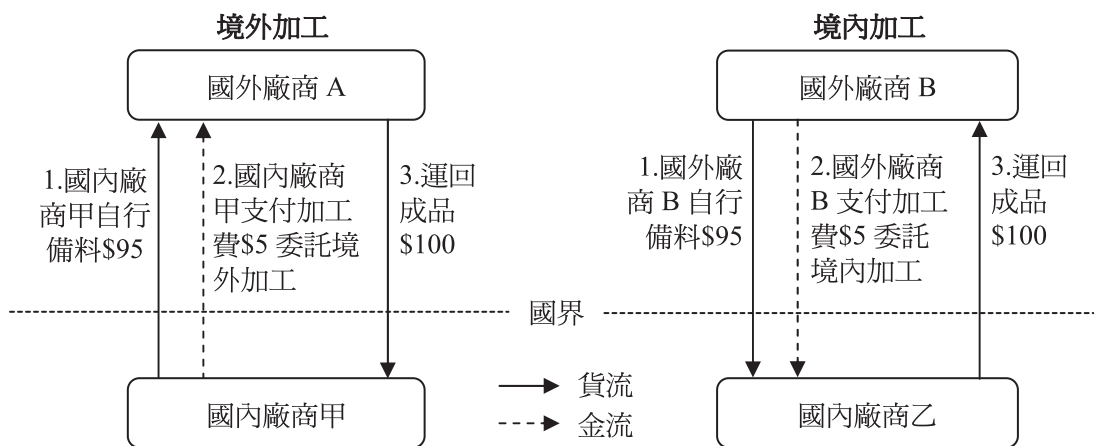 境外加工
國外廠商 A
1.國內廠
商甲自行
備料$95
2.國內廠商
甲支付加工
費$5 委託境
外加工
3.運回
成品
$100
國內廠商甲
境內加工
國外廠商 B
1.國外廠
商 B 自行
備料$95
2.國外廠商
B 支付加工
費$5 委託
境內加工
3.運回
成品
$100
國內廠商乙
國界
貨流
金流